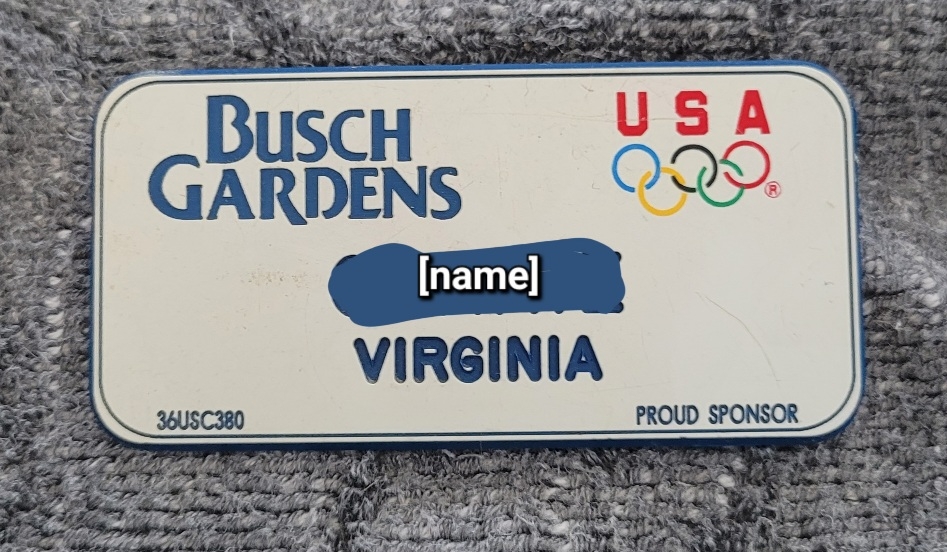 BUSCH
GARDENS
USA
®
[name]
VIRGINIA
36USC380
PROUD SPONSOR